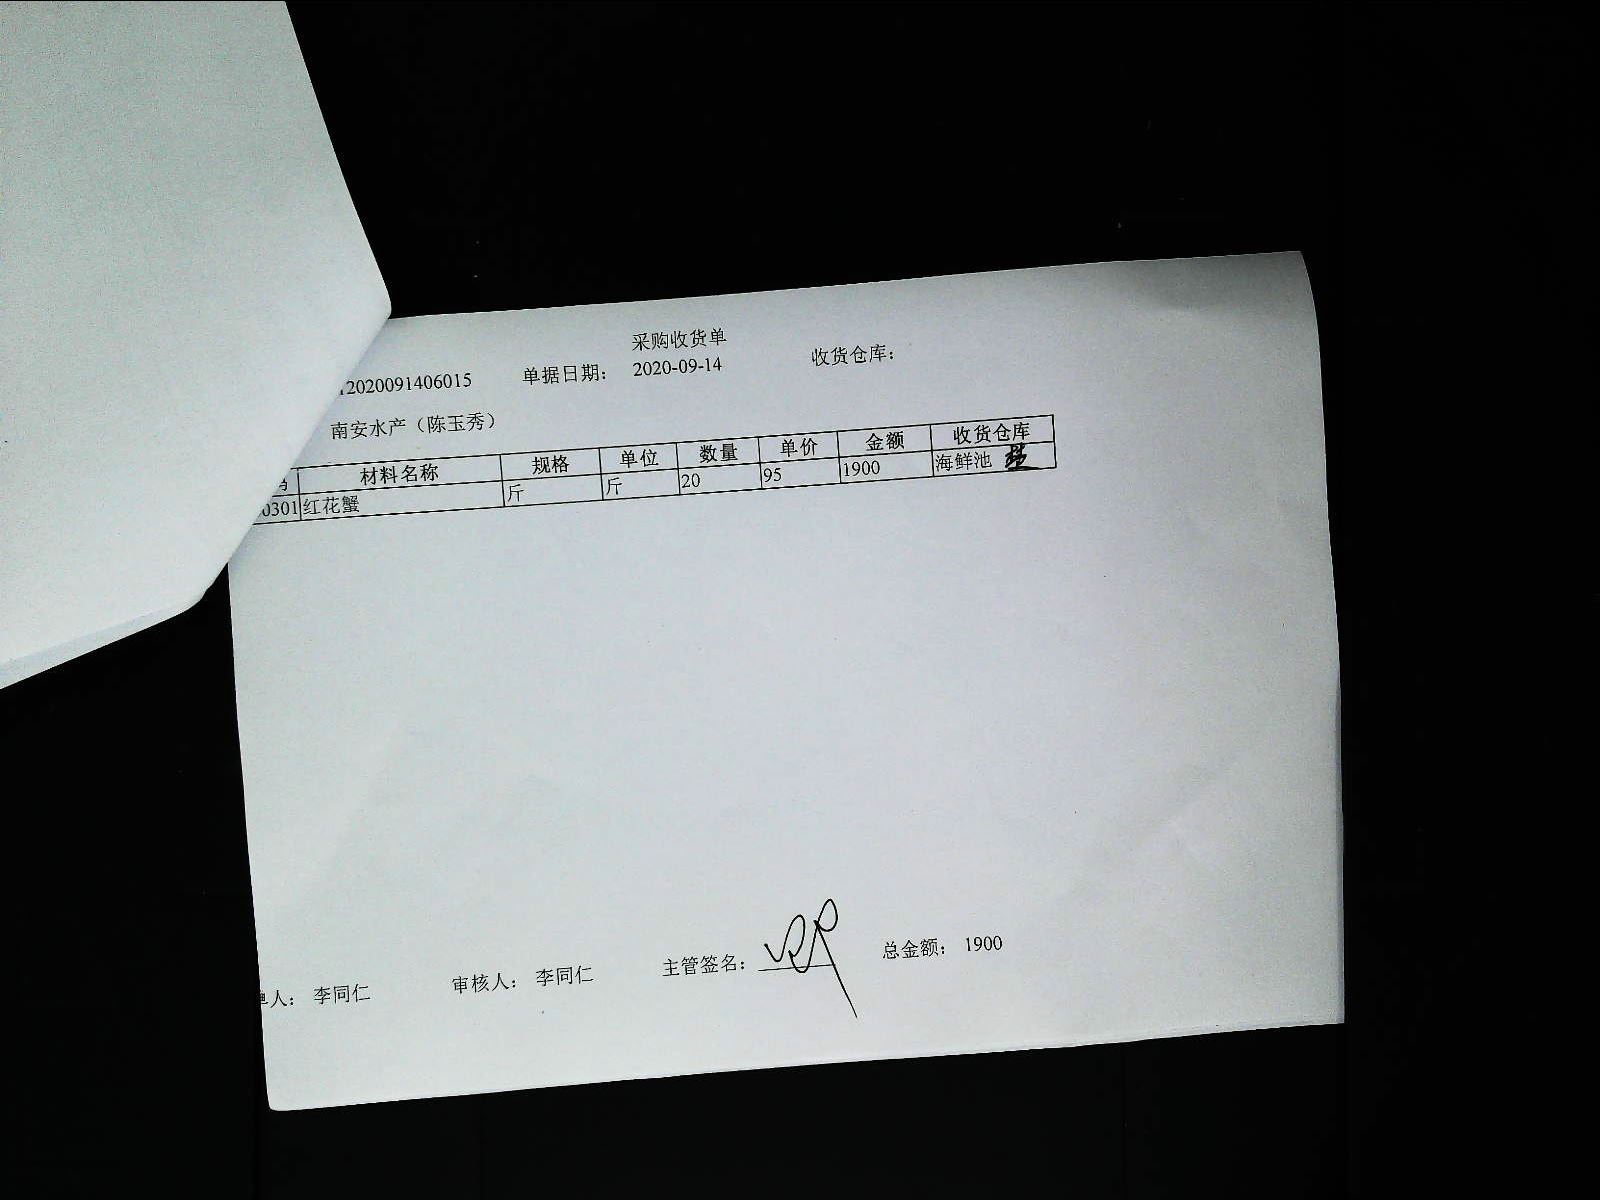 采购收货单
12020091406015 单据日期： 2020-09-14 收货仓库：
南安水产（陈玉秀）
材料名称 规格 单位 数量 单价 金额 收货仓库
0301 红花蟹 斤 斤 20 95 1900 海鲜池
单人： 李同仁 审核人： 李同仁 主管签名： 总金额： 1900